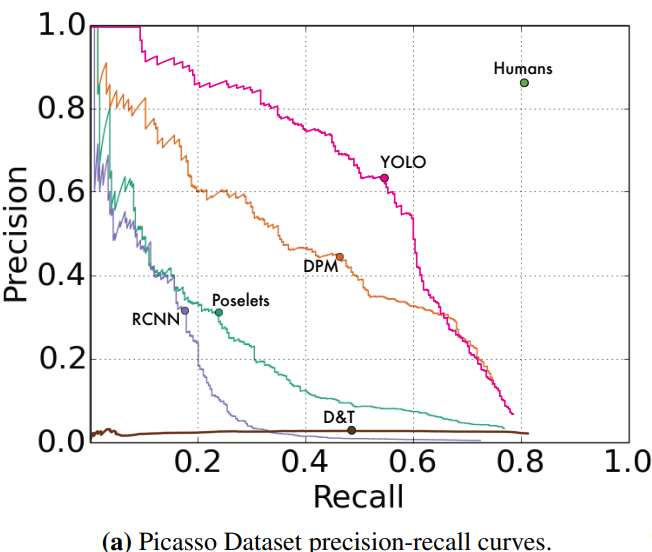 1.0
Humans
0.8
YOLO
0.6
Precision
DPM
0.4
Poselets
RCNN
0.2
D&T
0.0
0.2 0.4 0.6 0.8 1.0
Recall
(a) Picasso Dataset precision-recall curves.